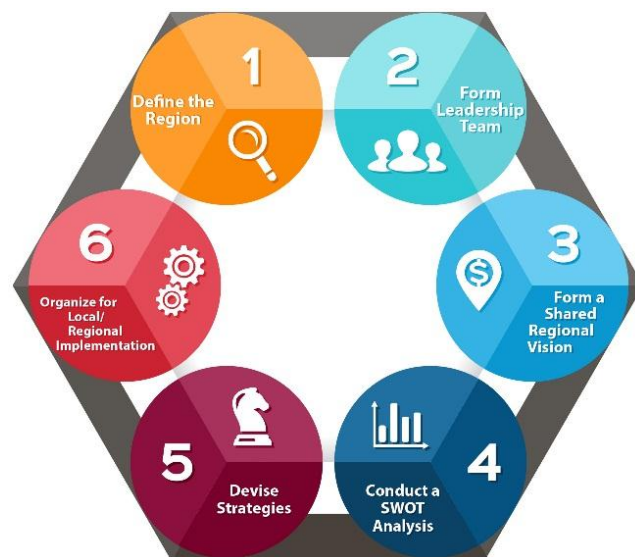 1
Define the
Region
2
Form
Leadership
Team
3
$
Form a
Shared
Regional
Vision
4
Conduct a
SWOT
Analysis
5
Devise
Strategies
6
Organize for
Local/
Regional
Implementation